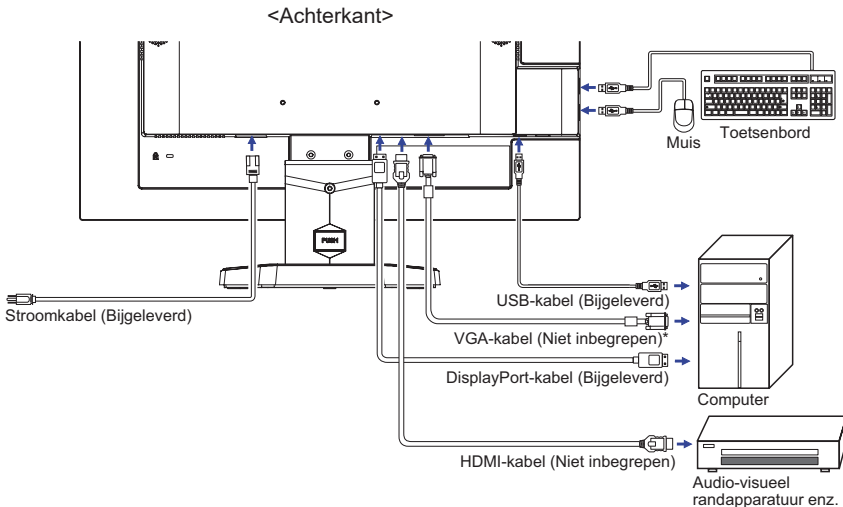 <Achterkant>
Muis
Toetsenbord
PUSH
USB-kabel (Bijgeleverd)
Stroomkabel (Bijgeleverd)
VGA-kabel (Niet inbegrepen)*
DisplayPort-kabel (Bijgeleverd)
Computer
HDMI-kabel (Niet inbegrepen)
Audio-visueel
randapparatuur enz.